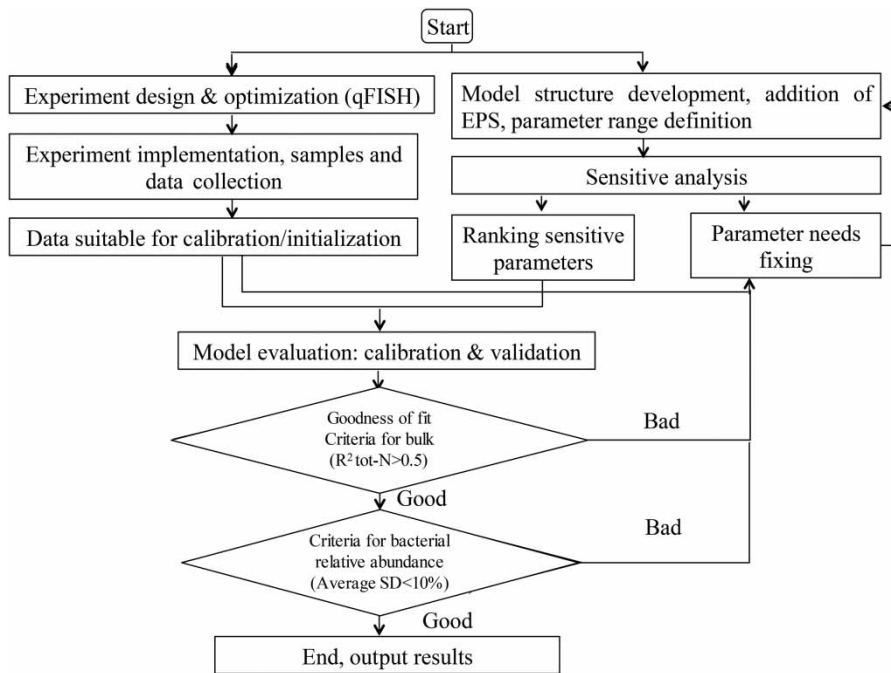 Start
Experiment design & optimization (qFISH)
Model structure development, addition of
EPS, parameter range definition
Experiment implementation, samples and
data collection
Sensitive analysis
Data suitable for calibration/initialization
Ranking sensitive
parameters
Parameter needs
fixing
Model evaluation: calibration & validation
Goodness of fit
Criteria for bulk
(R² tot-N>0.5)
Bad
Good
Criteria for bacterial
relative abundance
(Average SD<10%)
Bad
Good
End, output results